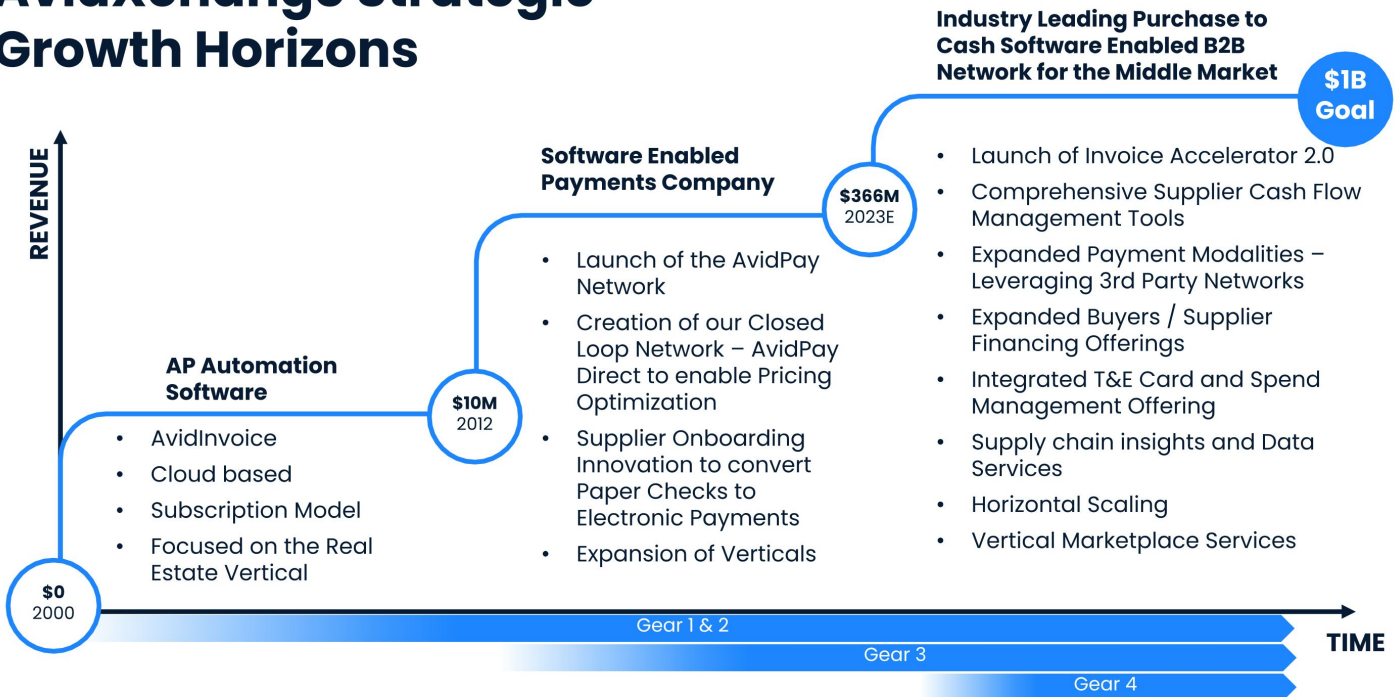 AvidXchange Strategic
Growth Horizons
Industry Leading Purchase to
Cash Software Enabled B2B
Network for the Middle Market
$1B
Goal
REVENUE
Software Enabled
Payments Company
$366M
2023E
• Launch of Invoice Accelerator 2.0
• Comprehensive Supplier Cash Flow
Management Tools
• Expanded Payment Modalities –
Leveraging 3rd Party Networks
• Expanded Buyers / Supplier
Financing Offerings
• Integrated T&E Card and Spend
Management Offering
• Supply chain insights and Data
Services
• Horizontal Scaling
• Vertical Marketplace Services
• Launch of the AvidPay
Network
• Creation of our Closed
Loop Network – AvidPay
Direct to enable Pricing
Optimization
• Supplier Onboarding
Innovation to convert
Paper Checks to
Electronic Payments
• Expansion of Verticals
AP Automation
Software
$10M
2012
• AvidInvoice
• Cloud based
• Subscription Model
• Focused on the Real
Estate Vertical
$0
2000
Gear 1 & 2
TIME
Gear 3
Gear 4